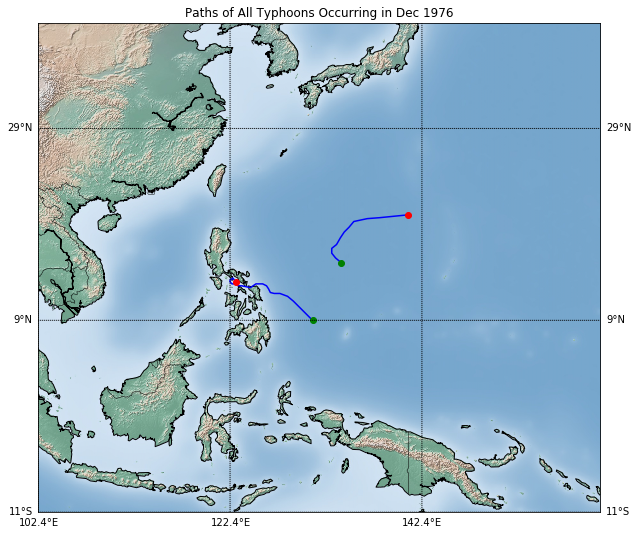 Paths of All Typhoons Occurring in Dec 1976
29°N 29°N
9°N 9°N
11°S 11°S
102.4°E 122.4°E 142.4°E